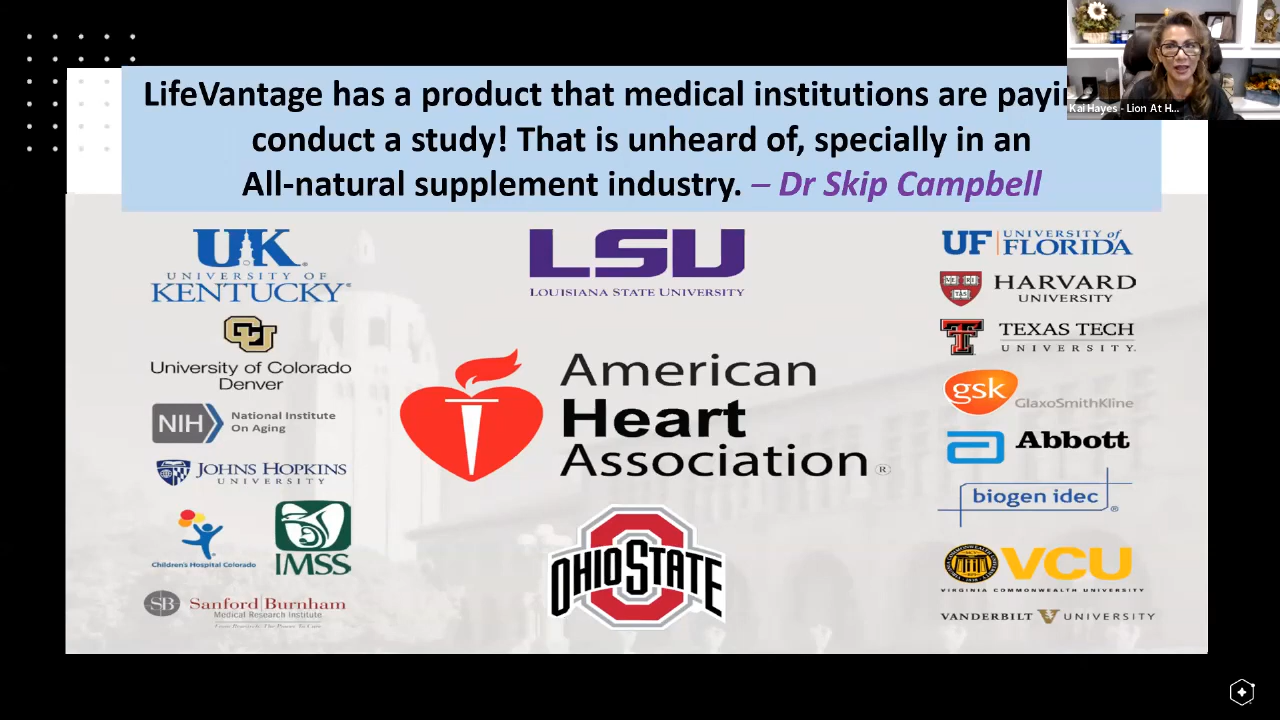 LifeVantage has a product that medical institutions are
conduct a study! That is unheard of, specially in an
All-natural supplement industry. – Dr Skip Campbell
Kai Hayes - Lion At H...
UK
UNIVERSITY OF
KENTUCKY
CU
University of Colorado
Denver
NIH
National Institute
On Aging
JOHNS HOPKINS
UNIVERSITY
Children's Hospital Colorado
IMSS
SB
Sanford|Burnham
Medical Research Institute
LSU
LOUISIANA STATE UNIVERSITY
American
Heart
Association®
OHIO STATE
UF
UNIVERSITY of
FLORIDA
HARVARD
UNIVERSITY
TEXAS TECH
UNIVERSITY.
gsk
GlaxoSmithKline
Abbott
biogen idec®
VCU
VIRGINIA COMMONWEALTH UNIVERSITY
VANDERBILT V UNIVERSITY